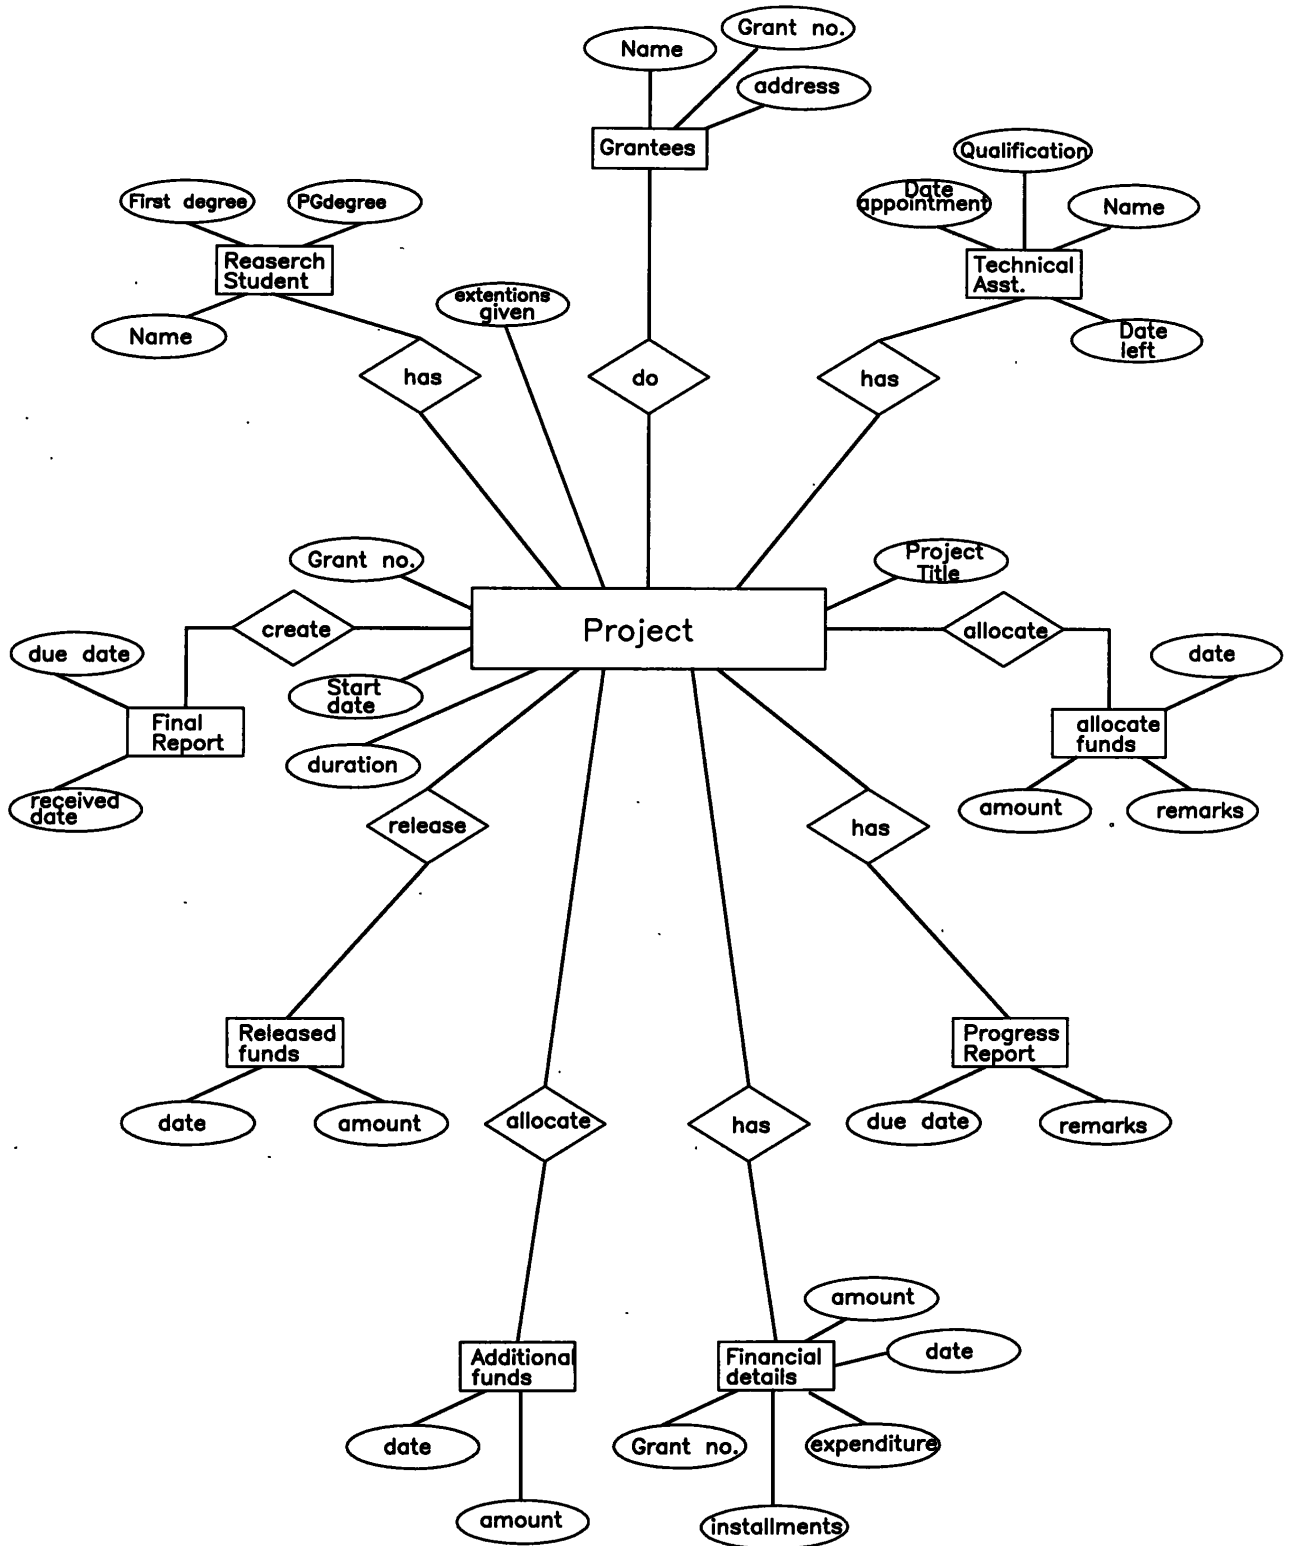 Grant no.
Name
address
Grantees
Qualification
Date
appointment
Name
Technical
Asst.
Date
left
First degree
PGdegree
Reaserch
Student
Name
extentions
given
has
do
has
Grant no.
Project
Title
create
Project
allocate
due date
date
Start
date
Final
Report
allocate
funds
duration
received
date
amount
remarks
release
has
Released
funds
Progress
Report
date
amount
allocate
has
due date
remarks
amount
date
Additional
funds
Financial
details
date
Grant no.
expenditure
amount
installments